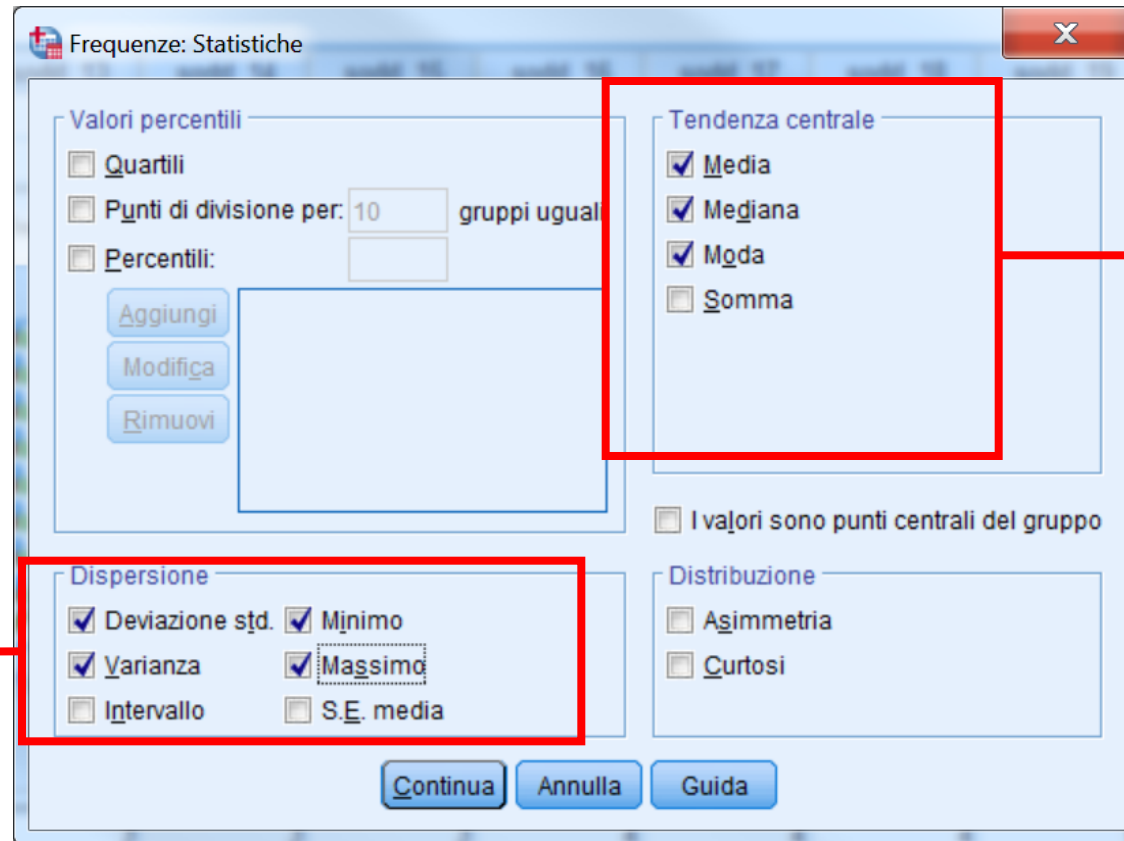 Frequenze: Statistiche
Valori percentili
Quartili
Punti di divisione per: 10 gruppi uguali
Percentili:
Aggiungi
Modifica
Rimuovi
Tendenza centrale
Media
Mediana
Moda
Somma
I valori sono punti centrali del gruppo
Dispersione
Deviazione std. Minimo
Varianza Massimo
Intervallo S.E. media
Distribuzione
Asimmetria
Curtosi
Continua Annulla Guida